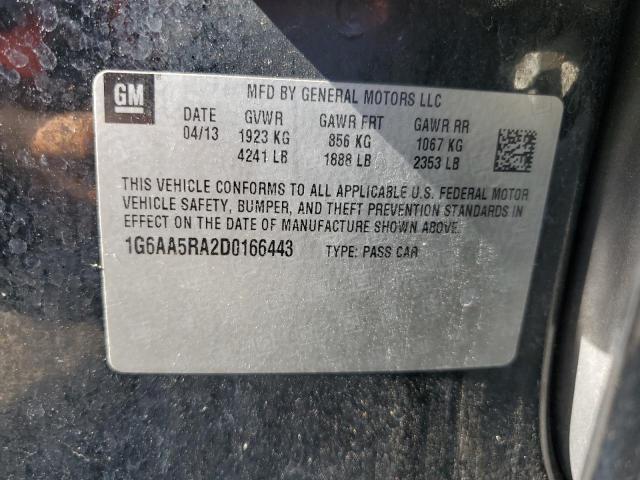 GM MFD BY GENERAL MOTORS LLC
DATE GVWR GAWR FRT GAWR RR
04/13 1923 KG 856 KG 1067 KG
4241 LB 1888 LB 2353 LB
THIS VEHICLE CONFORMS TO ALL APPLICABLE U.S. FEDERAL MOTOR
VEHICLE SAFETY, BUMPER, AND THEFT PREVENTION STANDARDS IN
EFFECT ON THE DATE OF MANUFACTURE SHOWN ABOVE.
1G6AA5RA2D0166443 TYPE: PASS CAR